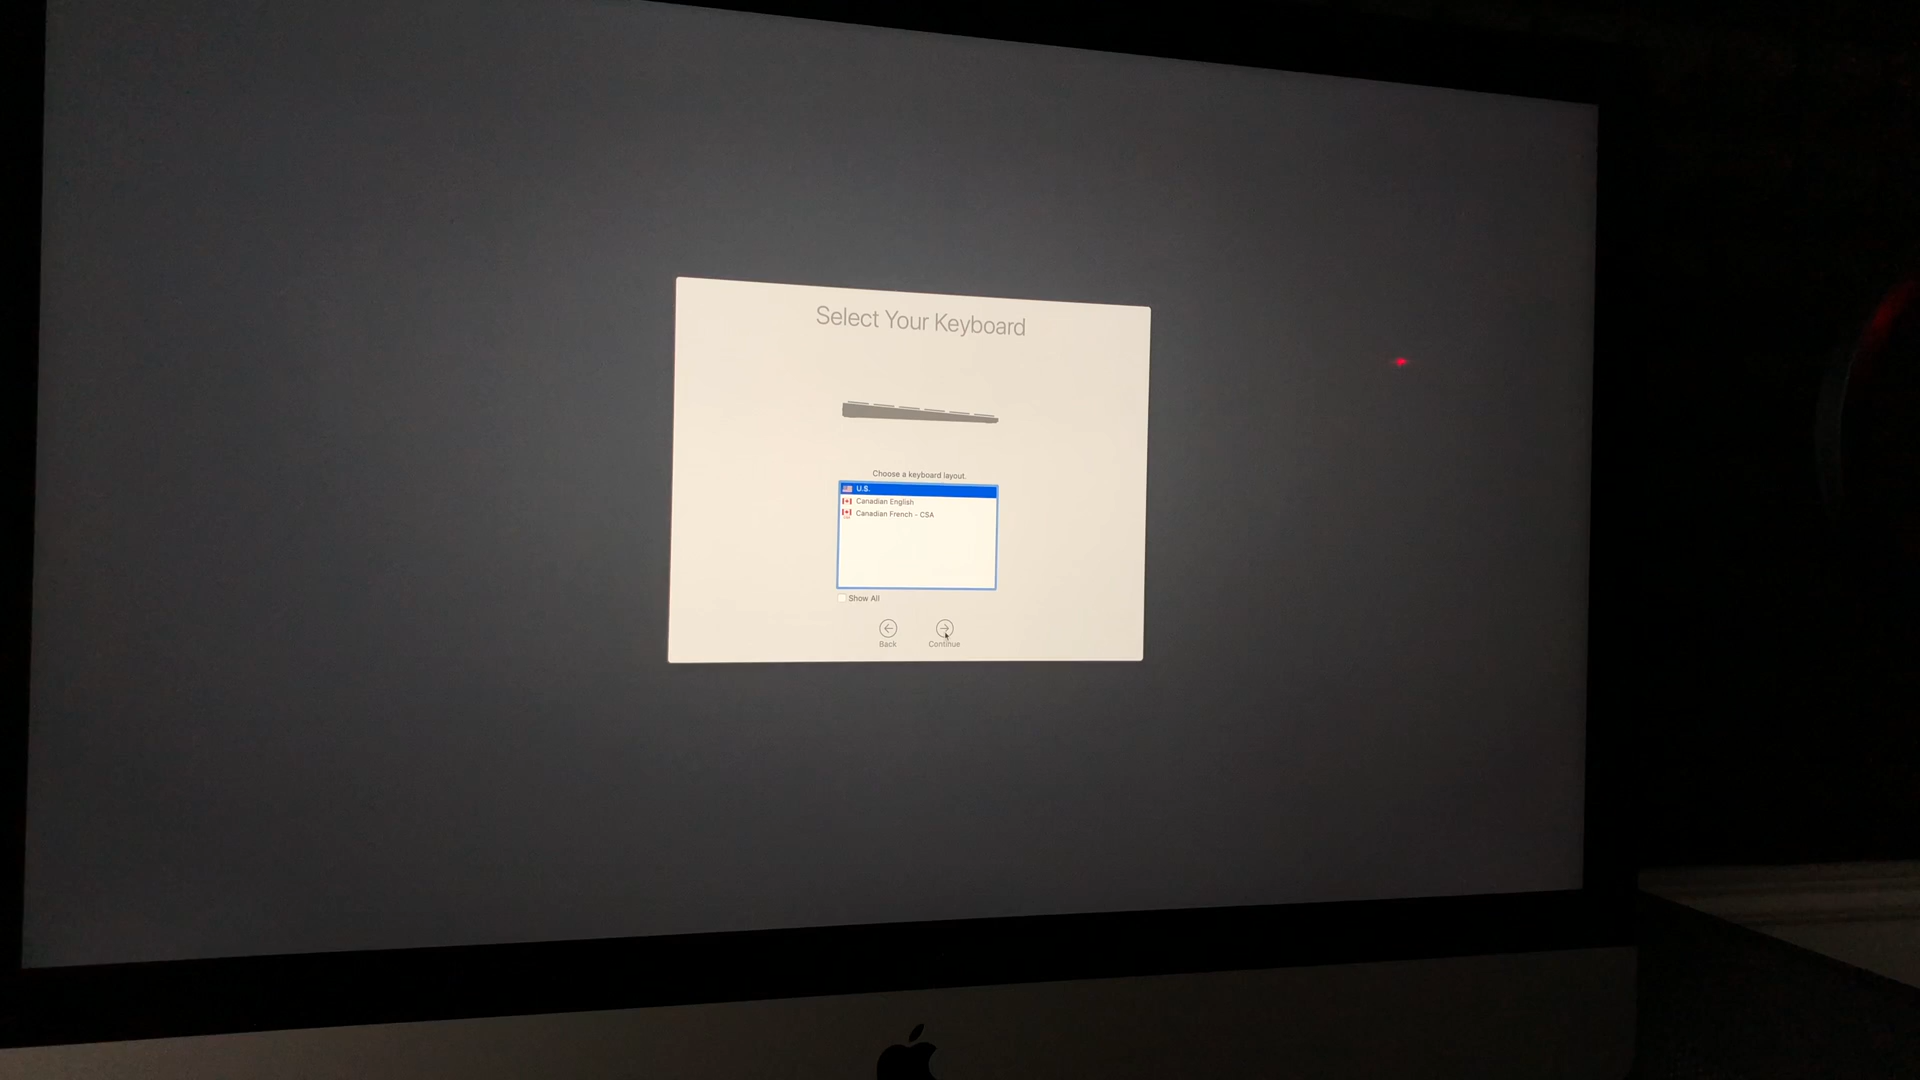 Select Your Keyboard
Choose a keyboard layout.
U.S.
Canadian English
Canadian French - CSA
Show All
Back
Continue